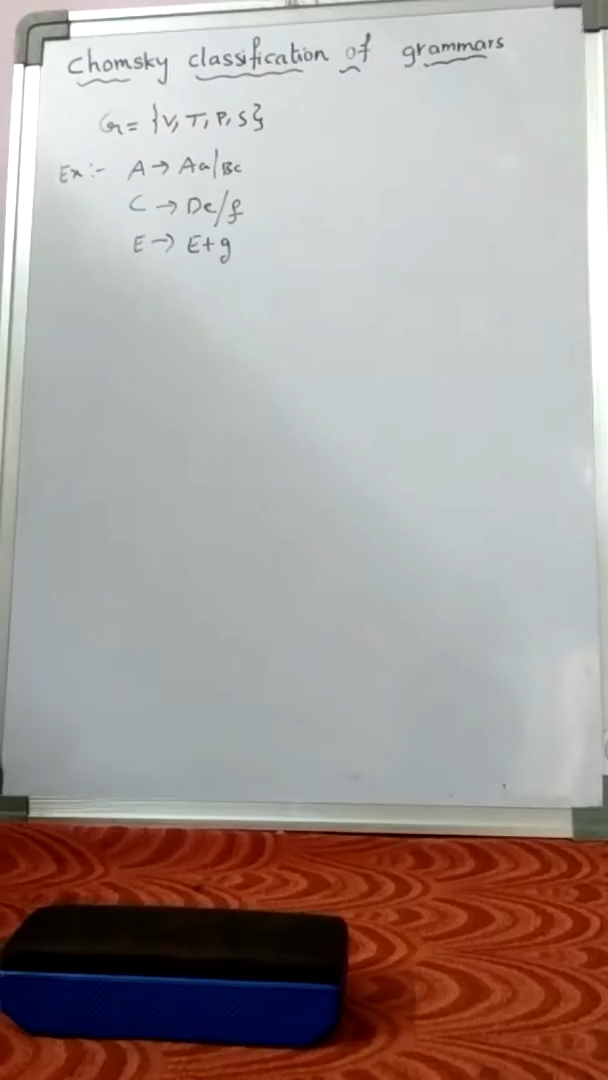 Chomsky classification of grammars
G = {V, T, P, S}
Ex:- A → Aa/Bc
C → De/f
E → E+g